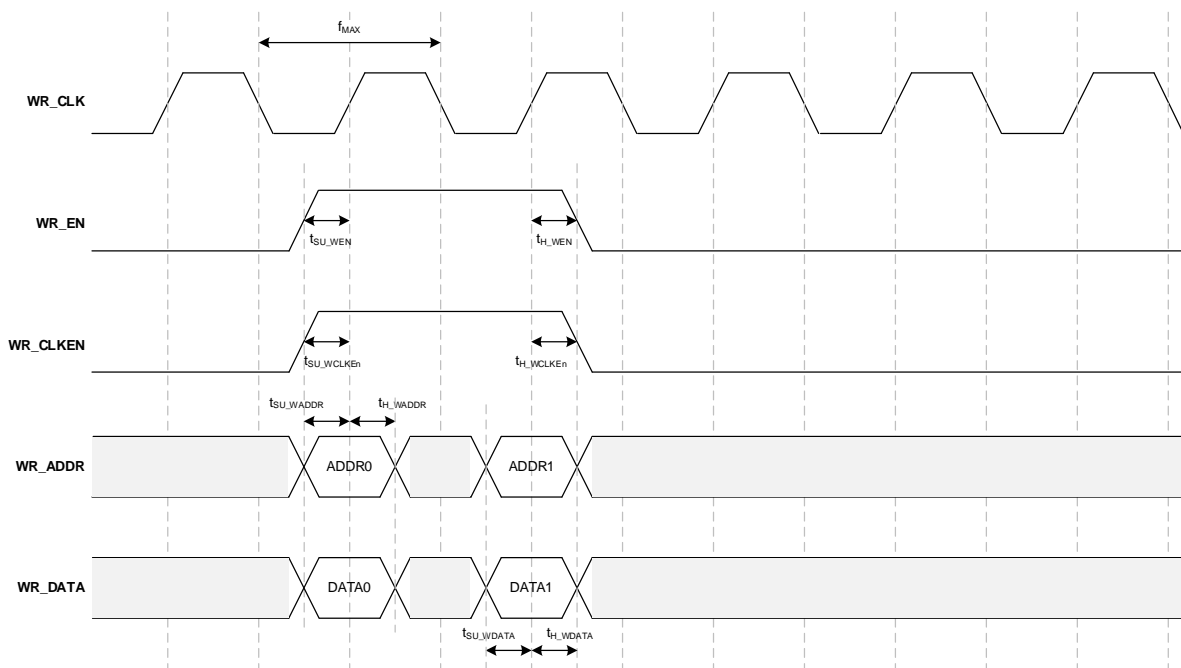 fMAX
WR_CLK
WR_EN
tSU_WEN
tH_WEN
WR_CLKEN
tSU_WCLKEn
tH_WCLKEn
tSU_WADDR
tH_WADDR
WR_ADDR
ADDR0
ADDR1
WR_DATA
DATA0
DATA1
tSU_WDATA
tH_WDATA